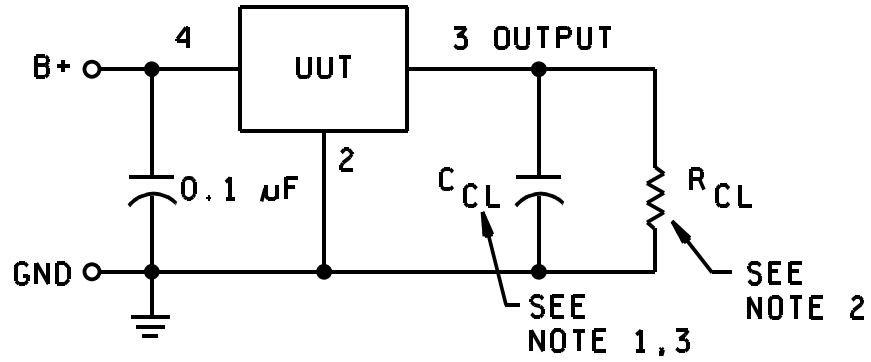 4
3 OUTPUT
B+
UUT
2
0.1 µF
C CL
R CL
GND
SEE
NOTE 1,3
SEE
NOTE 2